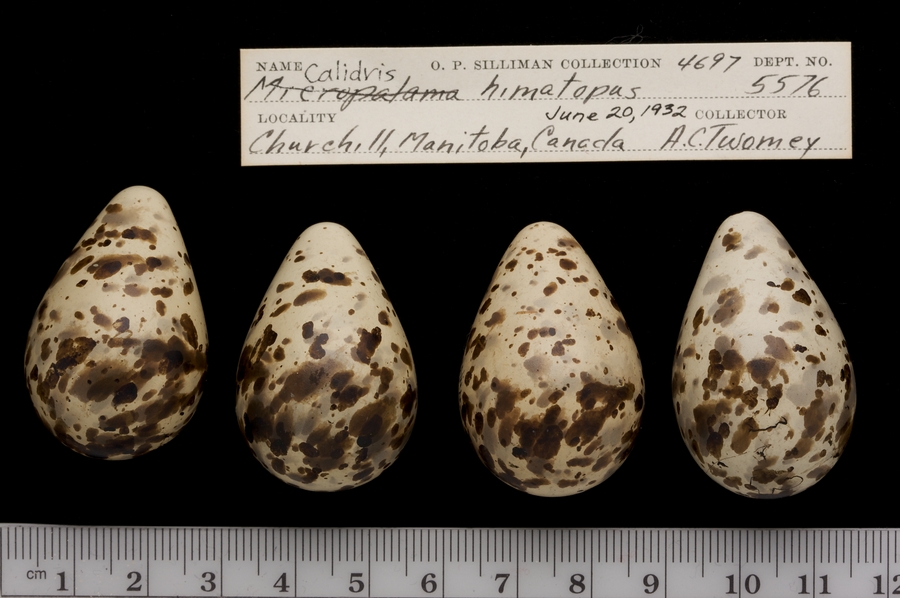 NAME Calidris O. P. SILLIMAN COLLECTION 4697 DEPT. NO.
Micropalama himatopus 5576
LOCALITY June 20, 1932 COLLECTOR
Churchill, Manitoba, Canada A.C. Twomey
cm 1 2 3 4 5 6 7 8 9 10 11 12